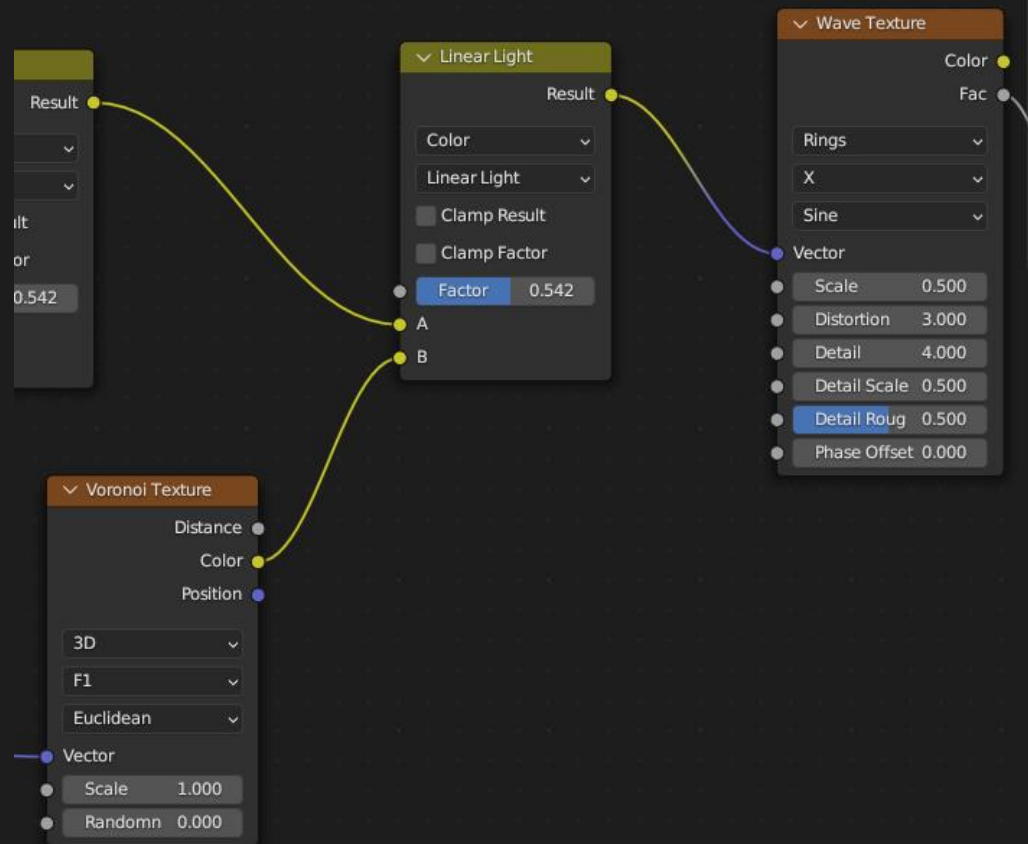 Result
lt
or
0.542
Linear Light
Result
Color
Linear Light
Clamp Result
Clamp Factor
Factor 0.542
A
B
Wave Texture
Color
Fac
Rings
X
Sine
Vector
Scale 0.500
Distortion 3.000
Detail 4.000
Detail Scale 0.500
Detail Roug 0.500
Phase Offset 0.000
Voronoi Texture
Distance
Color
Position
3D
F1
Euclidean
Vector
Scale 1.000
Randomn 0.000